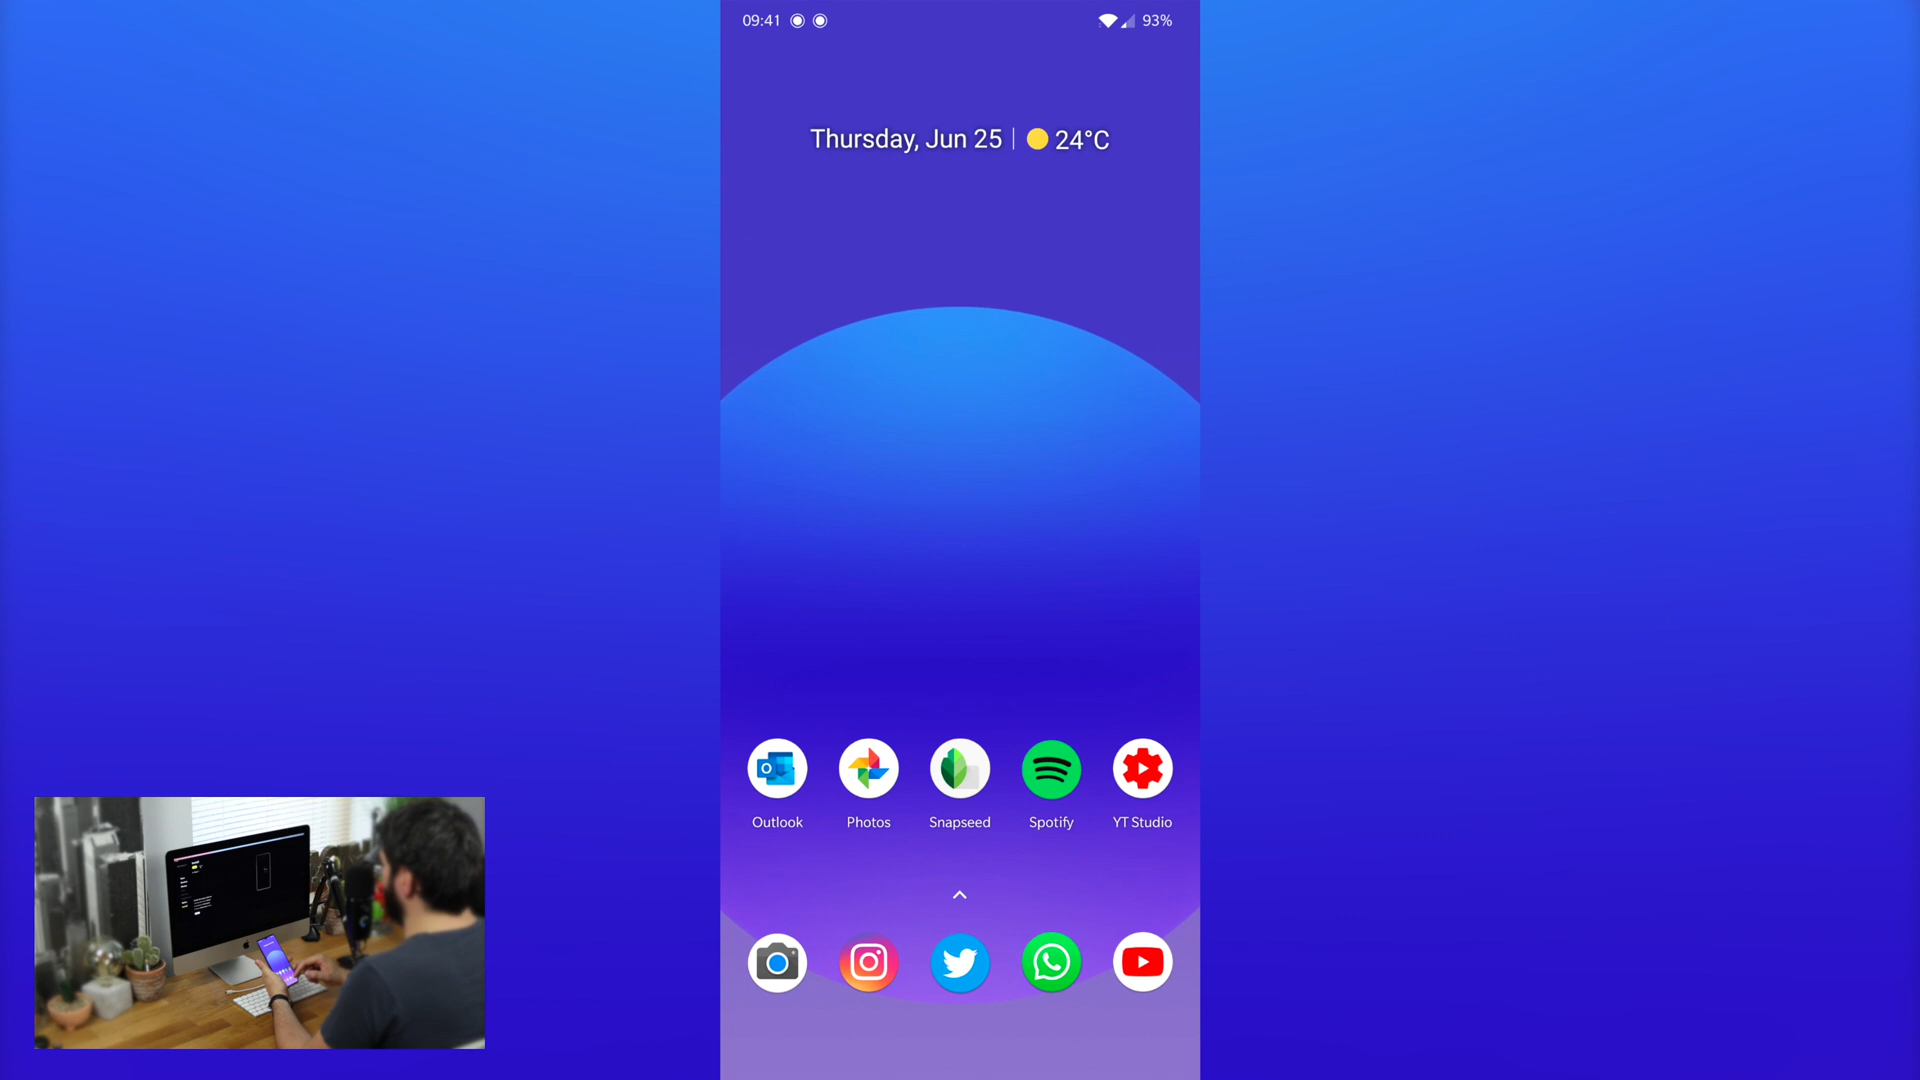 09:41 93%
Thursday, Jun 25 | 24°C
Outlook Photos Snapseed Spotify YT Studio